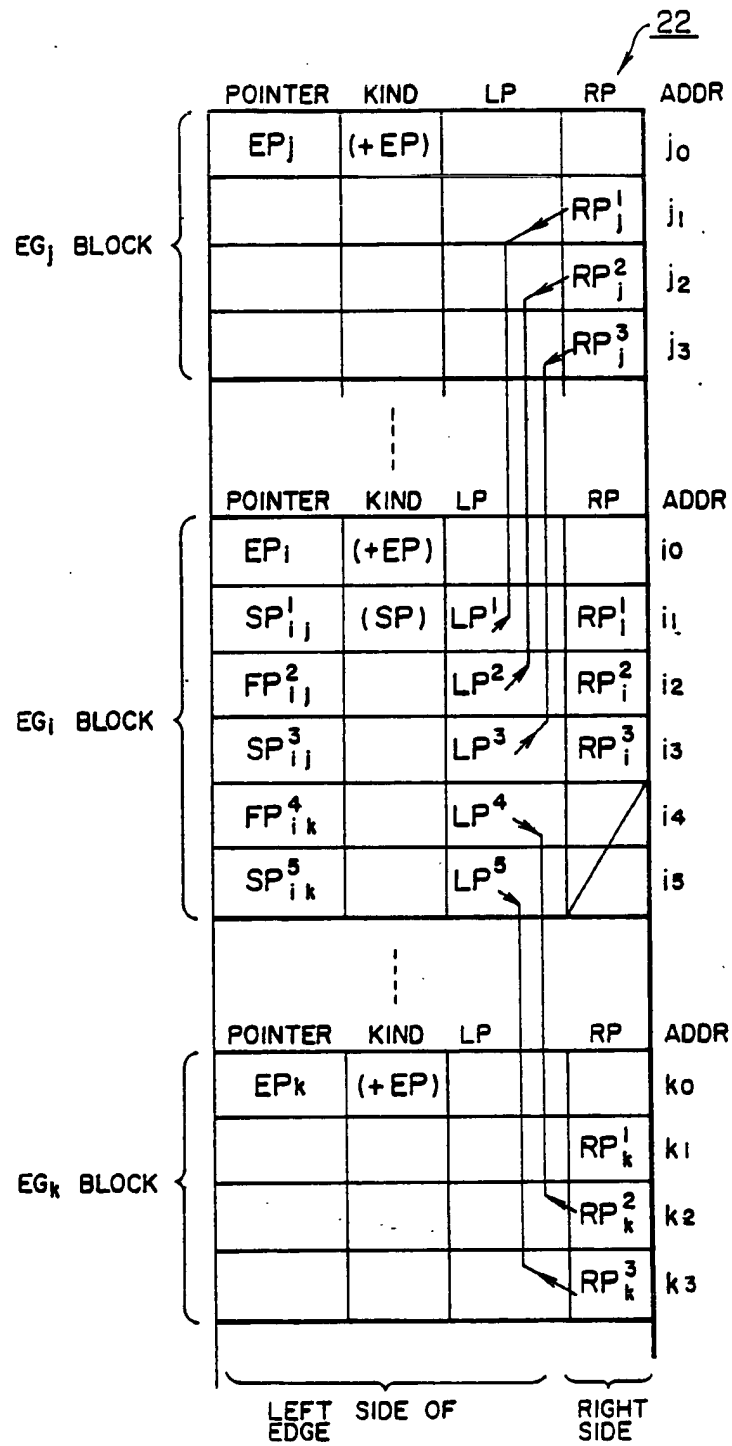 22
POINTER KIND LP RP ADDR
EPj (+EP) j0
RP¹j j1
EGj BLOCK
RP²j j2
RP³j j3
POINTER KIND LP RP ADDR
EPi (+EP) i0
SP¹ij (SP) LP¹ RP¹i i1
FP²ij LP² RP²i i2
EGi BLOCK
SP³ij LP³ RP³i i3
FP⁴ik LP⁴ i4
SP⁵ik LP⁵ i5
POINTER KIND LP RP ADDR
EPk (+EP) k0
RP¹k k1
EGk BLOCK
RP²k k2
RP³k k3
LEFT SIDE OF RIGHT
EDGE SIDE